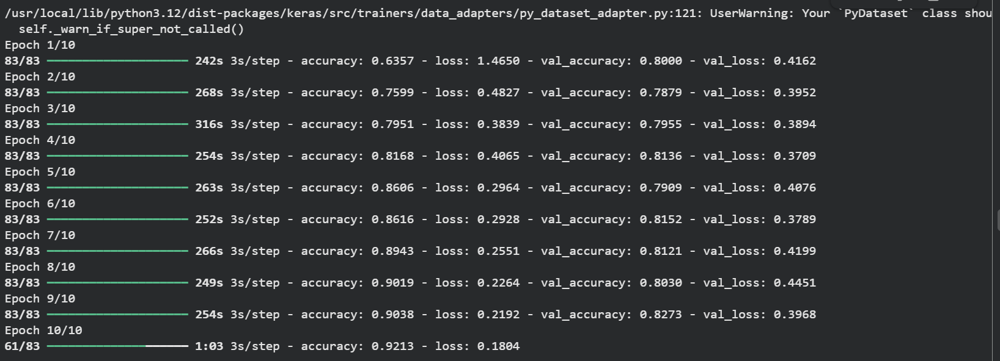 /usr/local/lib/python3.12/dist-packages/keras/src/trainers/data_adapters/py_dataset_adapter.py:121: UserWarning: Your `PyDataset` class shou
self._warn_if_super_not_called()
Epoch 1/10
83/83 ━━━━━━━━━━━━━━━━━━━━ 242s 3s/step - accuracy: 0.6357 - loss: 1.4650 - val_accuracy: 0.8000 - val_loss: 0.4162
Epoch 2/10
83/83 ━━━━━━━━━━━━━━━━━━━━ 268s 3s/step - accuracy: 0.7599 - loss: 0.4827 - val_accuracy: 0.7879 - val_loss: 0.3952
Epoch 3/10
83/83 ━━━━━━━━━━━━━━━━━━━━ 316s 3s/step - accuracy: 0.7951 - loss: 0.3839 - val_accuracy: 0.7955 - val_loss: 0.3894
Epoch 4/10
83/83 ━━━━━━━━━━━━━━━━━━━━ 254s 3s/step - accuracy: 0.8168 - loss: 0.4065 - val_accuracy: 0.8136 - val_loss: 0.3709
Epoch 5/10
83/83 ━━━━━━━━━━━━━━━━━━━━ 263s 3s/step - accuracy: 0.8606 - loss: 0.2964 - val_accuracy: 0.7909 - val_loss: 0.4076
Epoch 6/10
83/83 ━━━━━━━━━━━━━━━━━━━━ 252s 3s/step - accuracy: 0.8616 - loss: 0.2928 - val_accuracy: 0.8152 - val_loss: 0.3789
Epoch 7/10
83/83 ━━━━━━━━━━━━━━━━━━━━ 266s 3s/step - accuracy: 0.8943 - loss: 0.2551 - val_accuracy: 0.8121 - val_loss: 0.4199
Epoch 8/10
83/83 ━━━━━━━━━━━━━━━━━━━━ 249s 3s/step - accuracy: 0.9019 - loss: 0.2264 - val_accuracy: 0.8030 - val_loss: 0.4451
Epoch 9/10
83/83 ━━━━━━━━━━━━━━━━━━━━ 254s 3s/step - accuracy: 0.9038 - loss: 0.2192 - val_accuracy: 0.8273 - val_loss: 0.3968
Epoch 10/10
61/83 ━━━━━━━━━━━━━━━━━━━━ 1:03 3s/step - accuracy: 0.9213 - loss: 0.1804